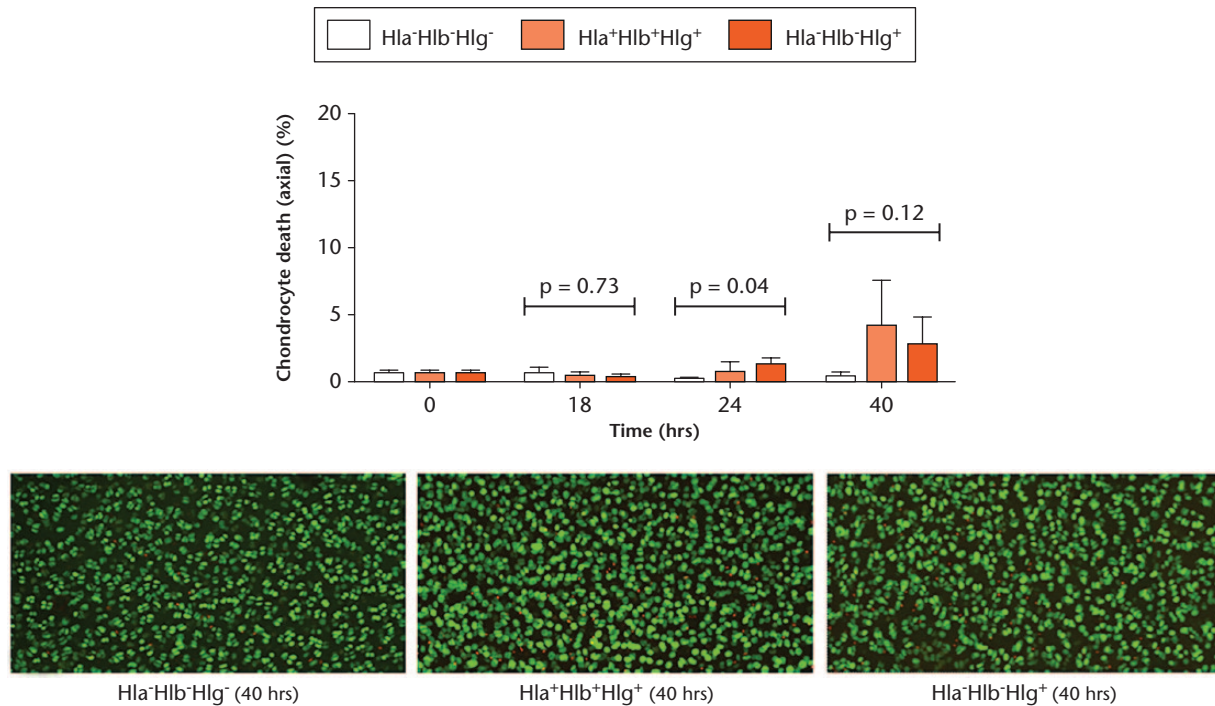 Hla⁻Hlb⁻Hlg⁻ Hla⁺Hlb⁺Hlg⁺ Hla⁻Hlb⁻Hlg⁺
Chondrocyte death (axial) (%)
20
15
10
5
0
p = 0.73
p = 0.04
p = 0.12
0 18 24 40
Time (hrs)
Hla⁻Hlb⁻Hlg⁻ (40 hrs) Hla⁺Hlb⁺Hlg⁺ (40 hrs) Hla⁻Hlb⁻Hlg⁺ (40 hrs)